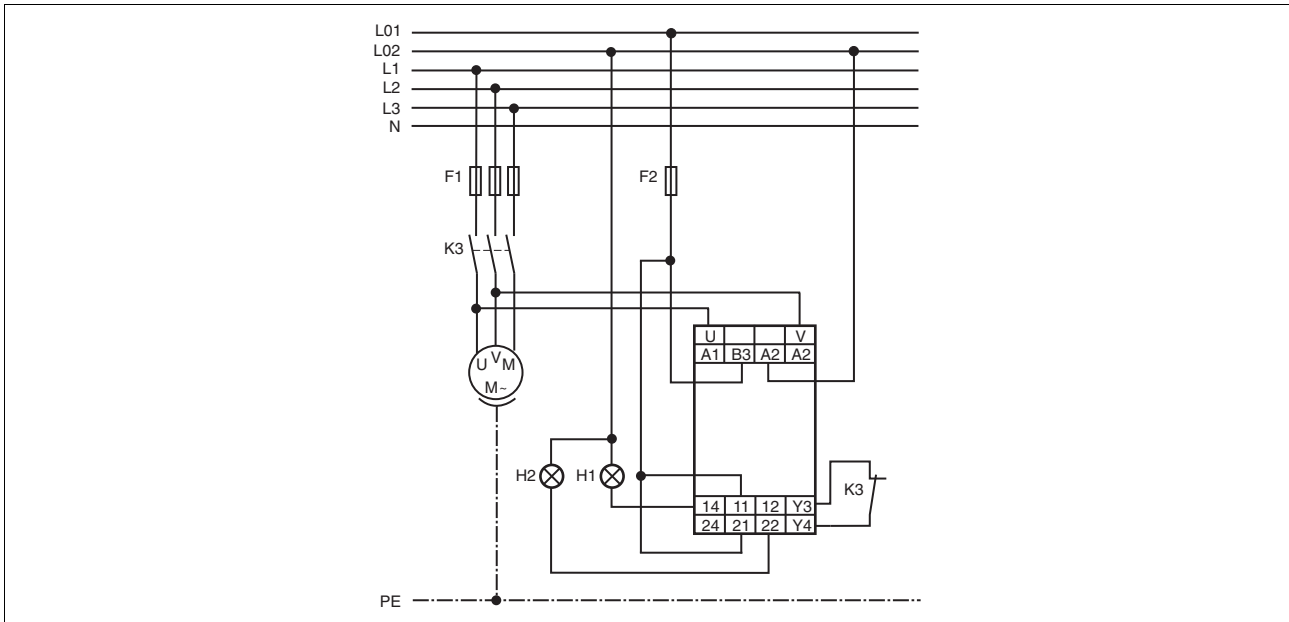 L01
L02
L1
L2
L3
N
F1
F2
K3
U V
A1 B3 A2 A2
U V M
M~
H2
H1
K3
14 11 12 Y3
24 21 22 Y4
PE